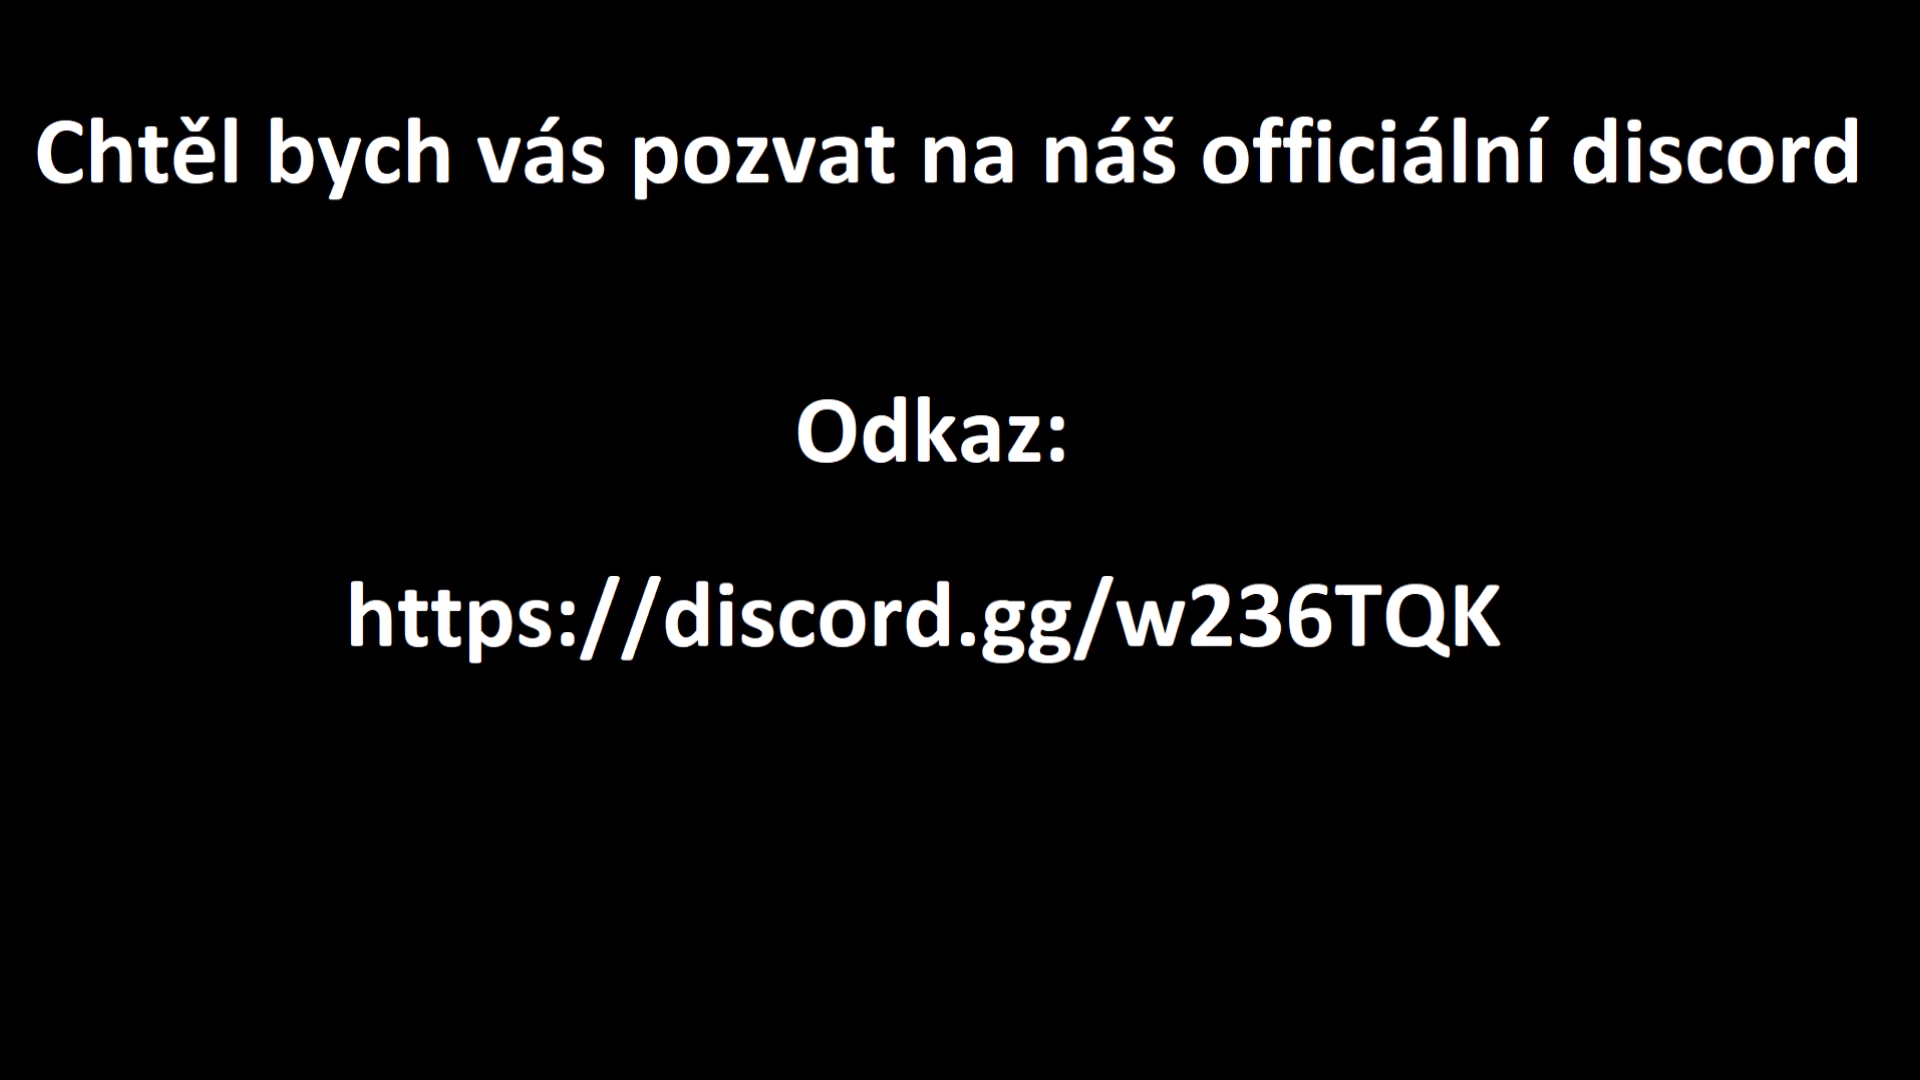 Chtěl bych vás pozvat na náš officiální discord
Odkaz:
https://discord.gg/w236TQK